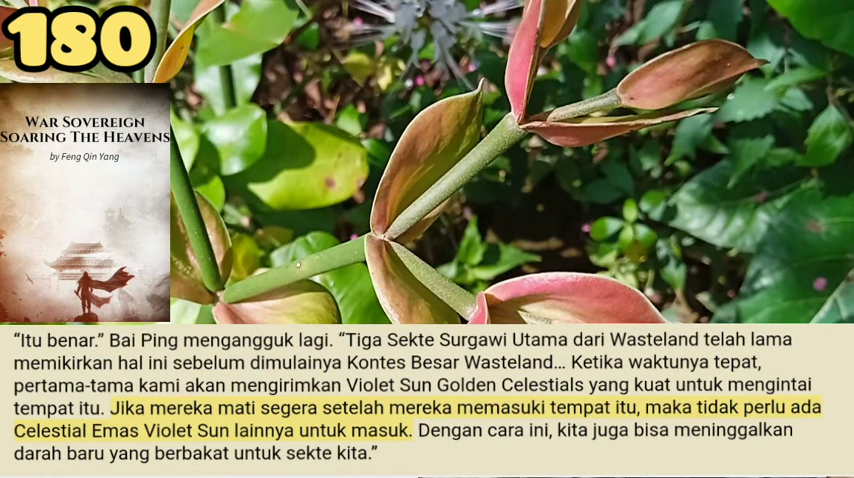 180
WAR SOVEREIGN
SOARING THE HEAVENS
by Feng Qin Yang
“Itu benar.” Bai Ping mengangguk lagi. “Tiga Sekte Surgawi Utama dari Wasteland telah lama
memikirkan hal ini sebelum dimulainya Kontes Besar Wasteland... Ketika waktunya tepat,
pertama-tama kami akan mengirimkan Violet Sun Golden Celestials yang kuat untuk mengintai
tempat itu. Jika mereka mati segera setelah mereka memasuki tempat itu, maka tidak perlu ada
Celestial Emas Violet Sun lainnya untuk masuk. Dengan cara ini, kita juga bisa meninggalkan
darah baru yang berbakat untuk sekte kita.”